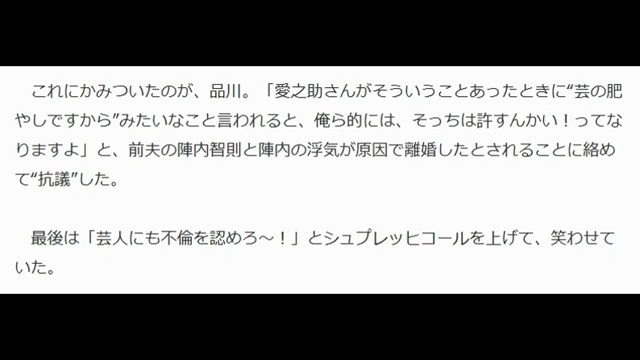 これにかみついたのが、品川。「愛之助さんがそういうことあったときに“芸の肥
やしですから”みたいなこと言われると、俺ら的には、そっちは許すんかい！ってな
りますよ」と、前夫の陣内智則と陣内の浮気が原因で離婚したとされることに絡め
て“抗議”した。
　最後は「芸人にも不倫を認めろ～！」とシュプレッヒコールを上げて、笑わせて
いた。